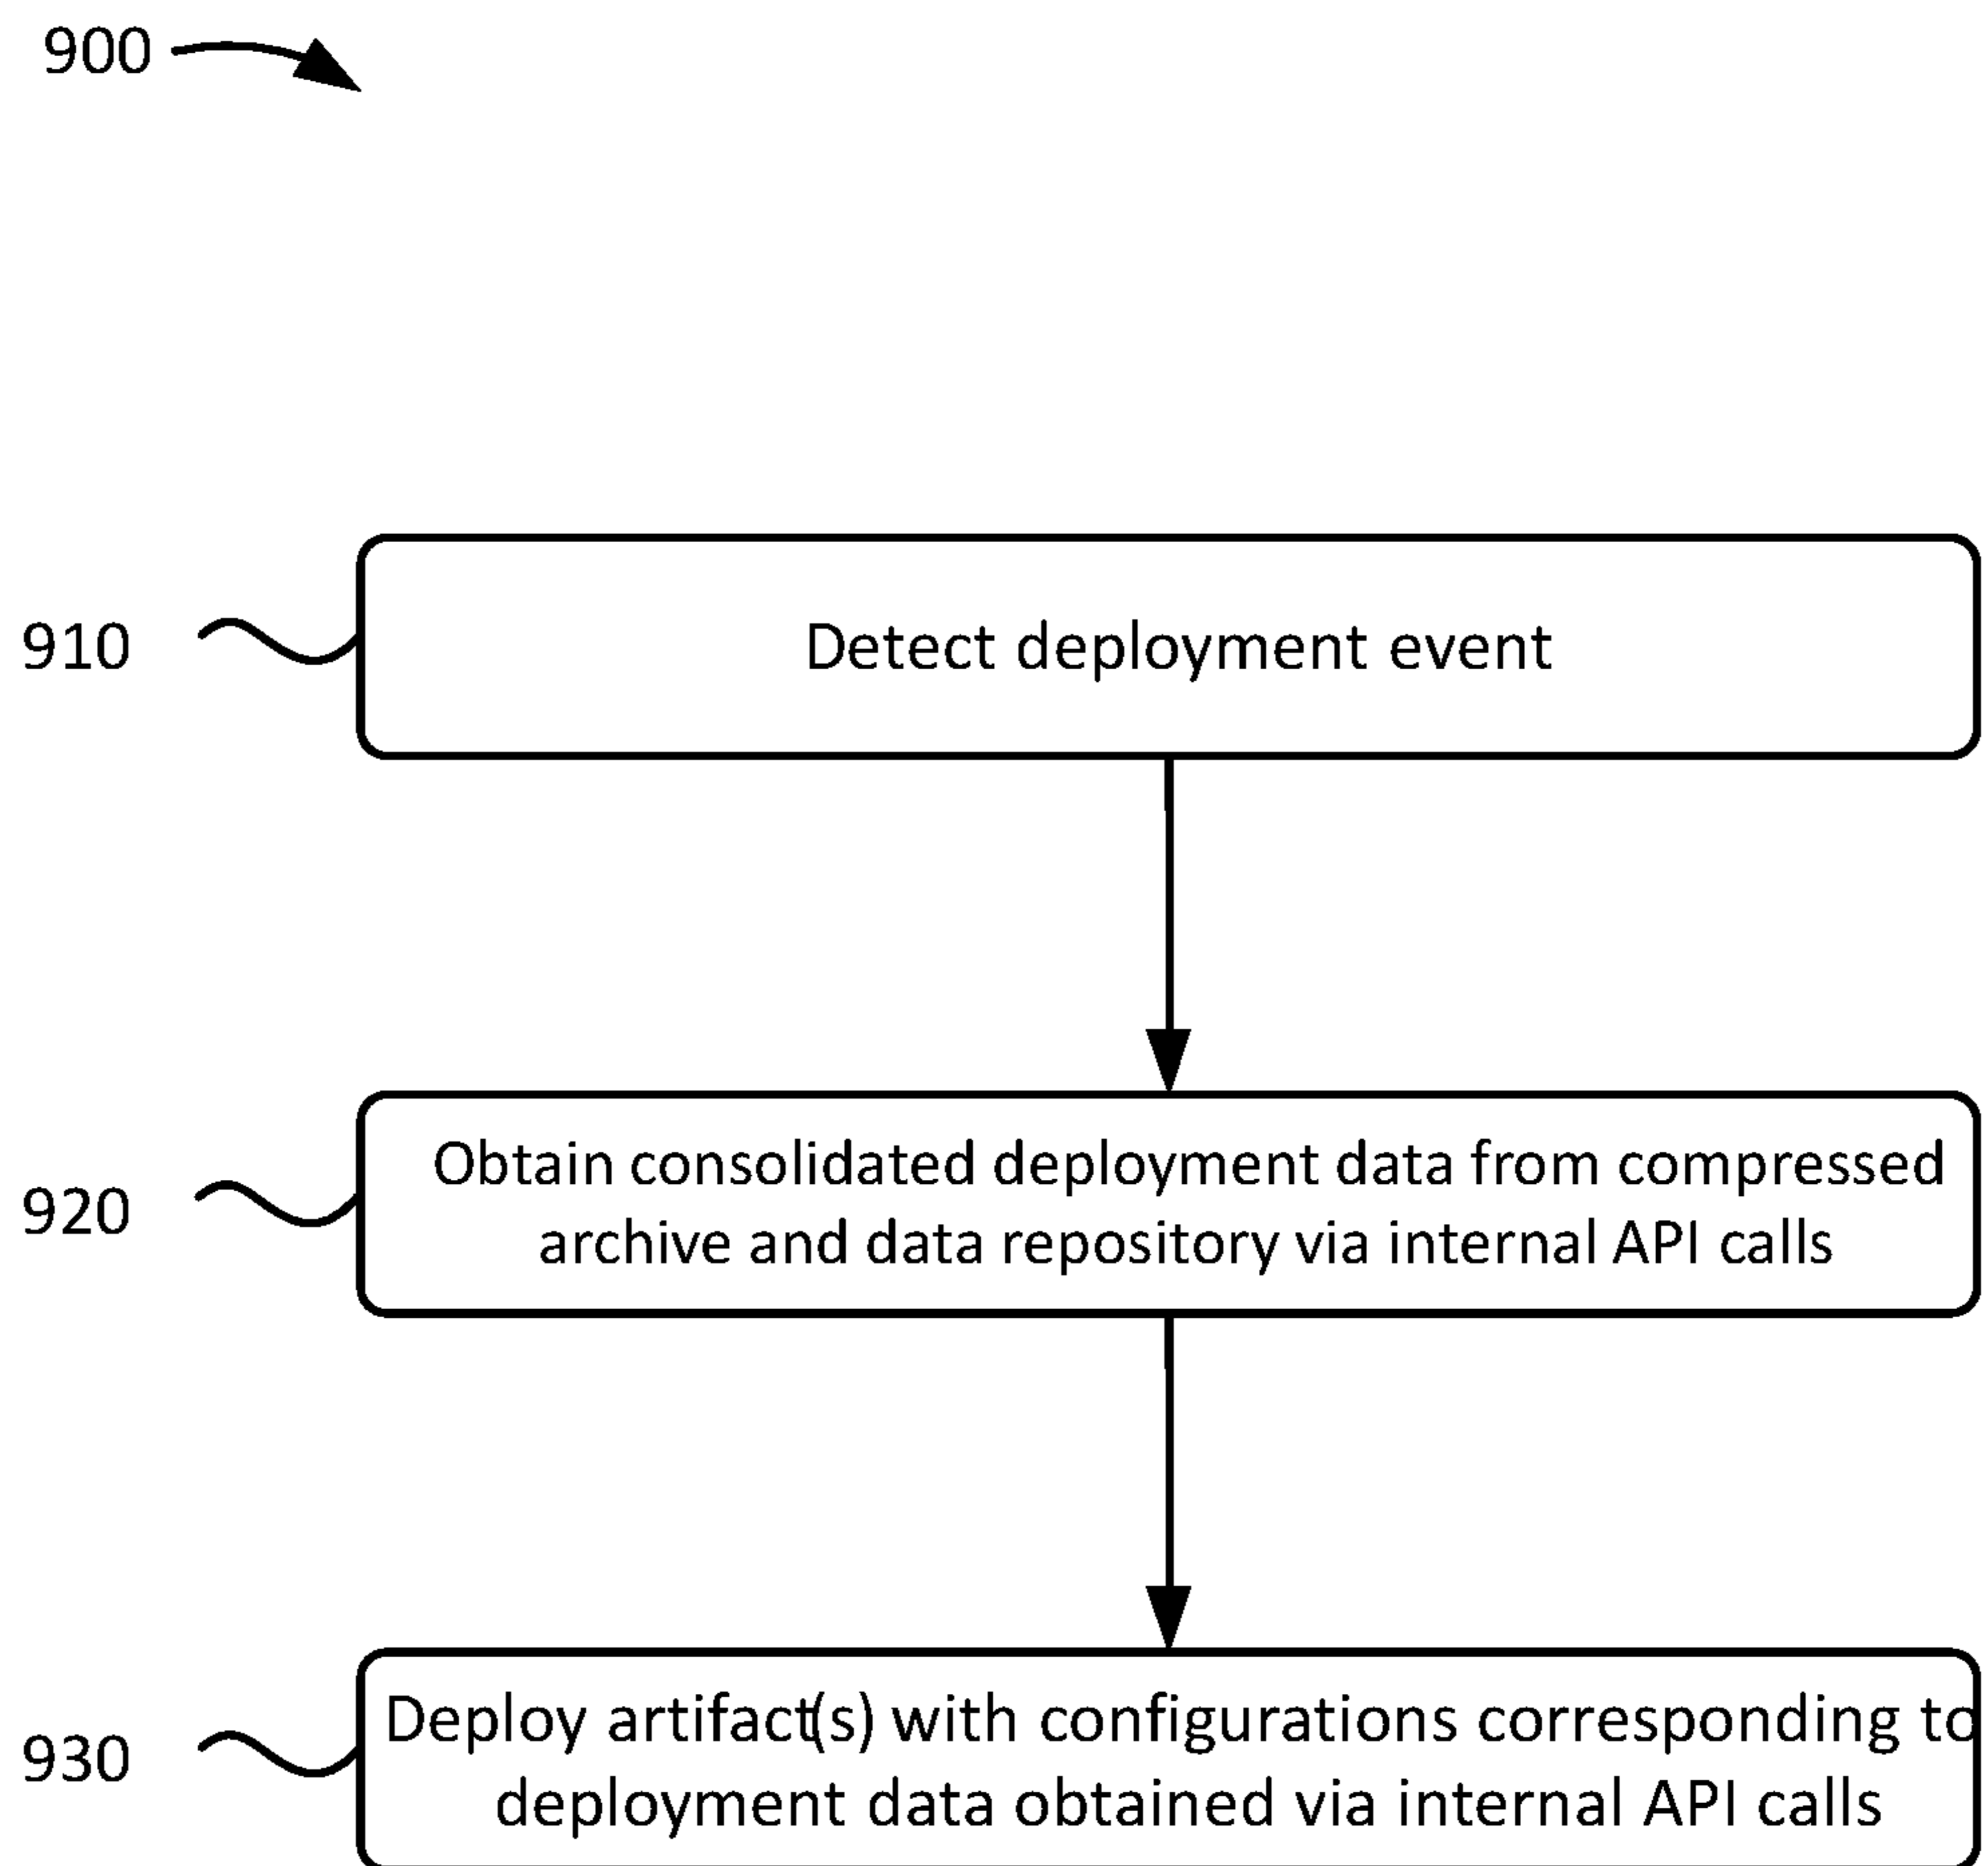 900
910
Detect deployment event
920
Obtain consolidated deployment data from compressed
archive and data repository via internal API calls
930
Deploy artifact(s) with configurations corresponding to
deployment data obtained via internal API calls